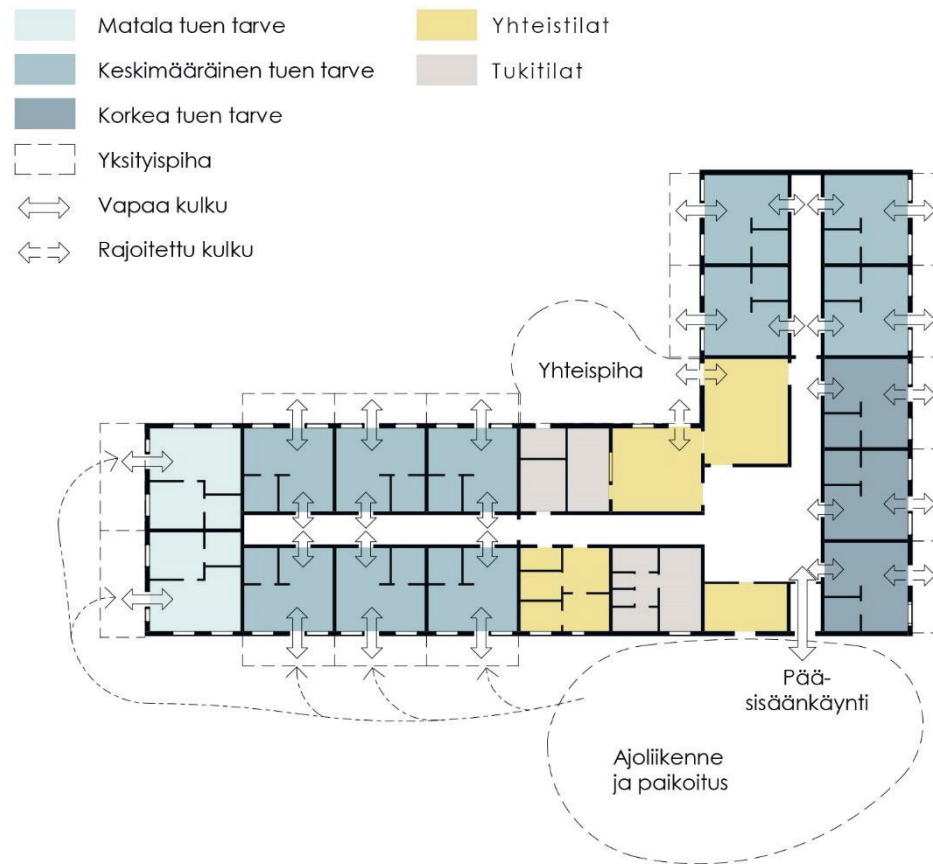 Matala tuen tarve
Keskimääräinen tuen tarve
Korkea tuen tarve
Yksityispiha
Vapaa kulku
Rajoitettu kulku
Yhteistilat
Tukitilat
Yhteispiha
Pää-
sisäänkäynti
Ajoliikenne
ja paikoitus